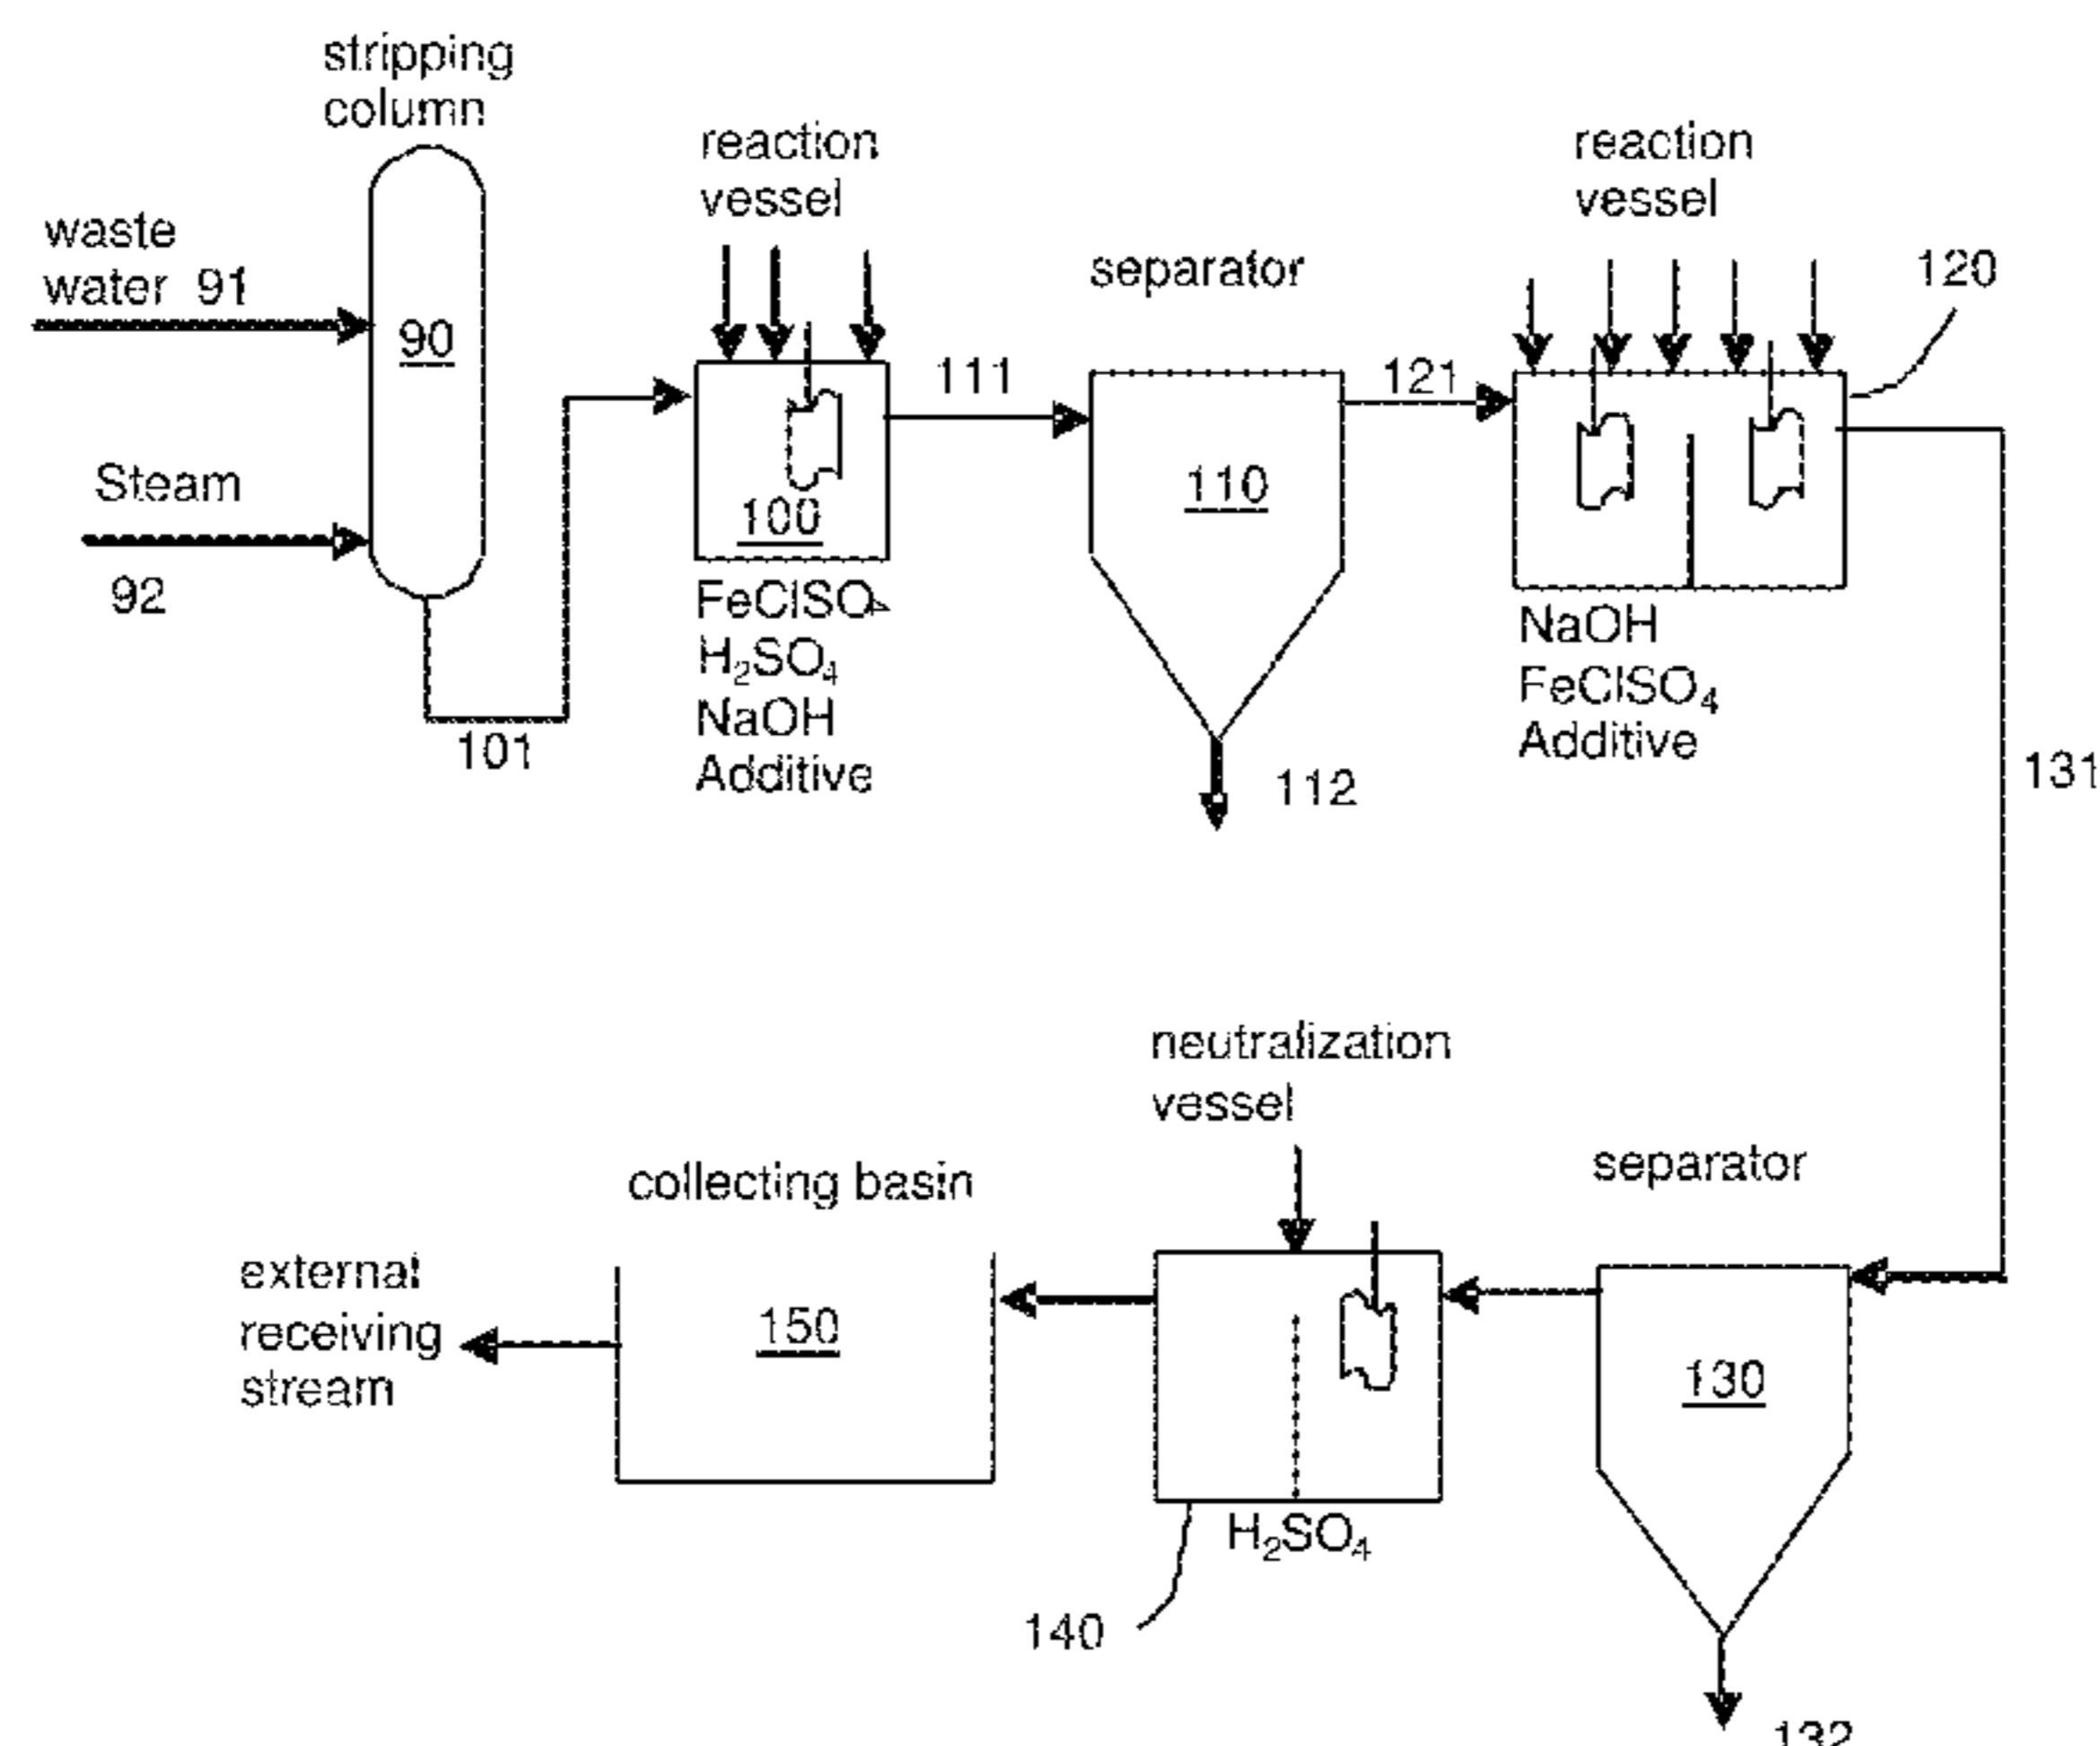 stripping
column
waste
water 91
90
Steam
92
101
reaction
vessel
100
FeClSO4
H2SO4
NaOH
Additive
111
separator
110
112
121
reaction
vessel
120
NaOH
FeClSO4
Additive
131
separator
130
132
neutralization
vessel
H2SO4
140
collecting basin
150
external
receiving
stream